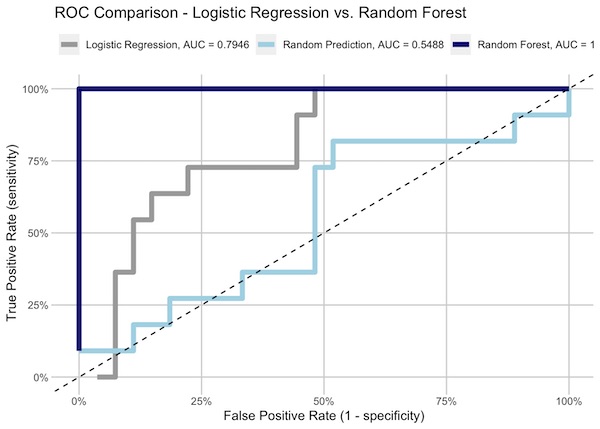 ROC Comparison - Logistic Regression vs. Random Forest
Logistic Regression, AUC = 0.7946 Random Prediction, AUC = 0.5488 Random Forest, AUC = 1
100%
75%
50%
25%
0%
True Positive Rate (sensitivity)
0% 25% 50% 75% 100%
False Positive Rate (1 - specificity)